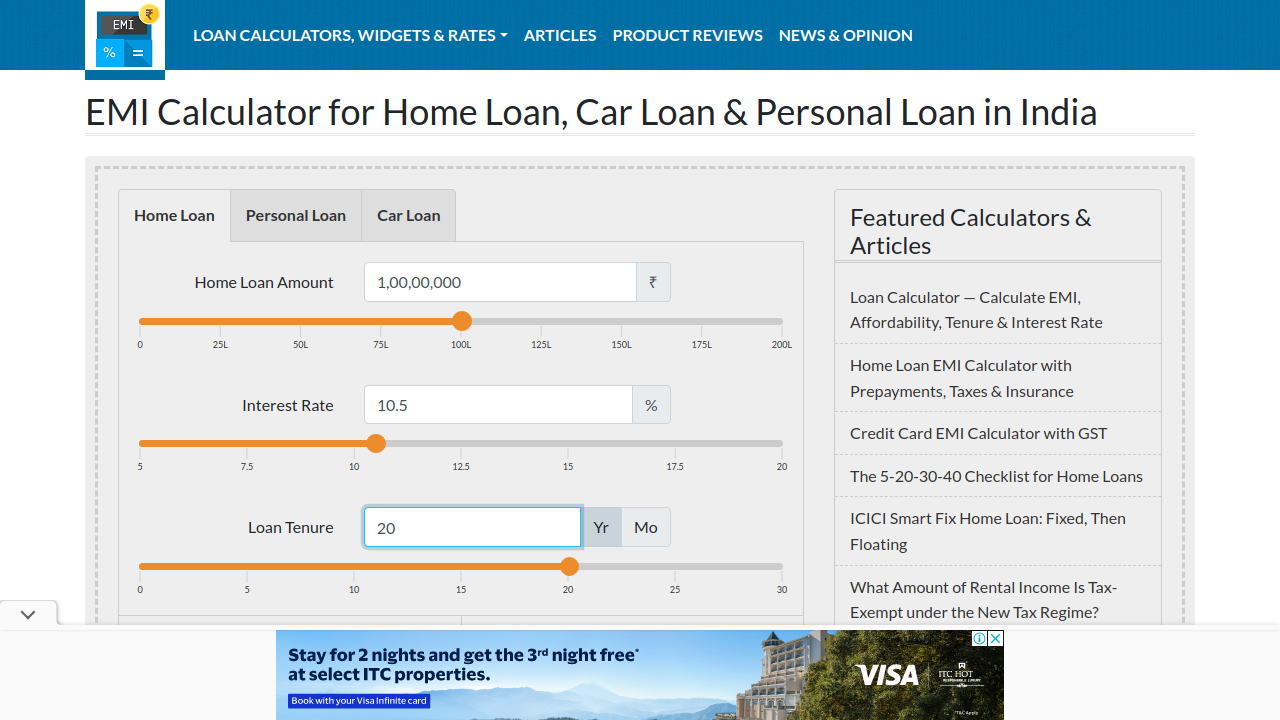 EMI
₹
%
=
LOAN CALCULATORS, WIDGETS & RATES
ARTICLES
PRODUCT REVIEWS
NEWS & OPINION
EMI Calculator for Home Loan, Car Loan & Personal Loan in India
Home Loan
Personal Loan
Car Loan
Home Loan Amount
1,00,00,000
₹
0 25L 50L 75L 100L 125L 150L 175L 200L
Interest Rate
10.5
%
5 7.5 10 12.5 15 17.5 20
Loan Tenure
20
Yr
Mo
0 5 10 15 20 25 30
Featured Calculators &
Articles
Loan Calculator — Calculate EMI,
Affordability, Tenure & Interest Rate
Home Loan EMI Calculator with
Prepayments, Taxes & Insurance
Credit Card EMI Calculator with GST
The 5-20-30-40 Checklist for Home Loans
ICICI Smart Fix Home Loan: Fixed, Then
Floating
What Amount of Rental Income Is Tax-
Exempt under the New Tax Regime?
Stay for 2 nights and get the 3rd night free*
at select ITC properties.
Book with your Visa Infinite card
VISA
ITC HOT
*T&C Apply